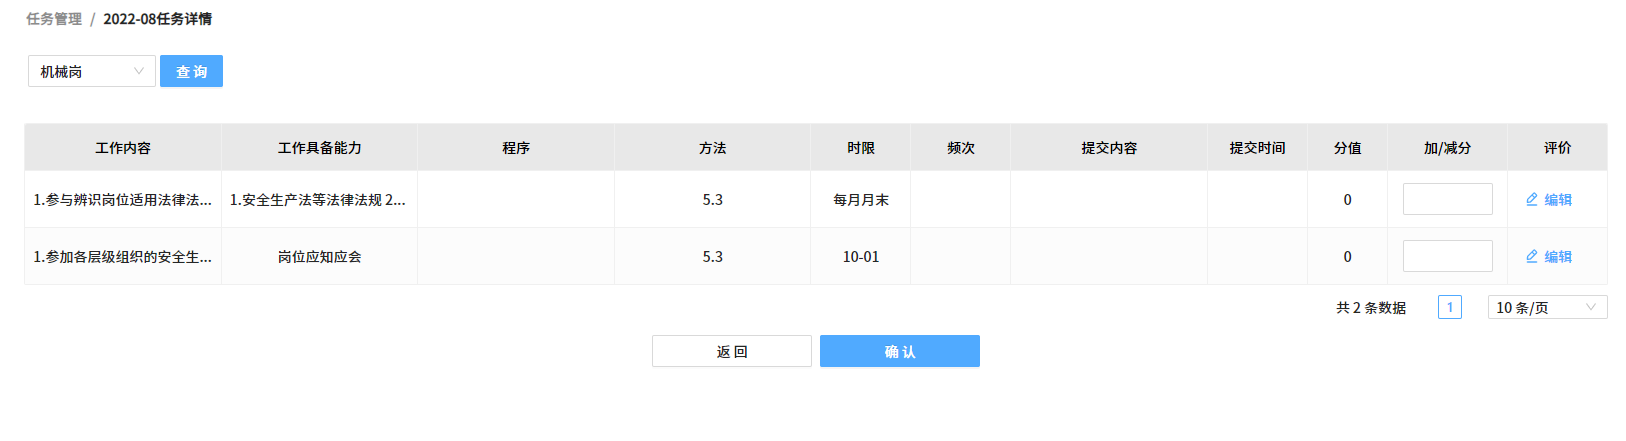 任务管理 / 2022-08任务详情
机械岗 查 询
工作内容 工作具备能力 程序 方法 时限 频次 提交内容 提交时间 分值 加/减分 评价
1.参与辨识岗位适用法律法... 1.安全生产法等法律法规 2... 5.3 每月月末 0 编辑
1.参加各层级组织的安全生... 岗位应知应会 5.3 10-01 0 编辑
共 2 条数据 1 10 条/页
返 回 确 认